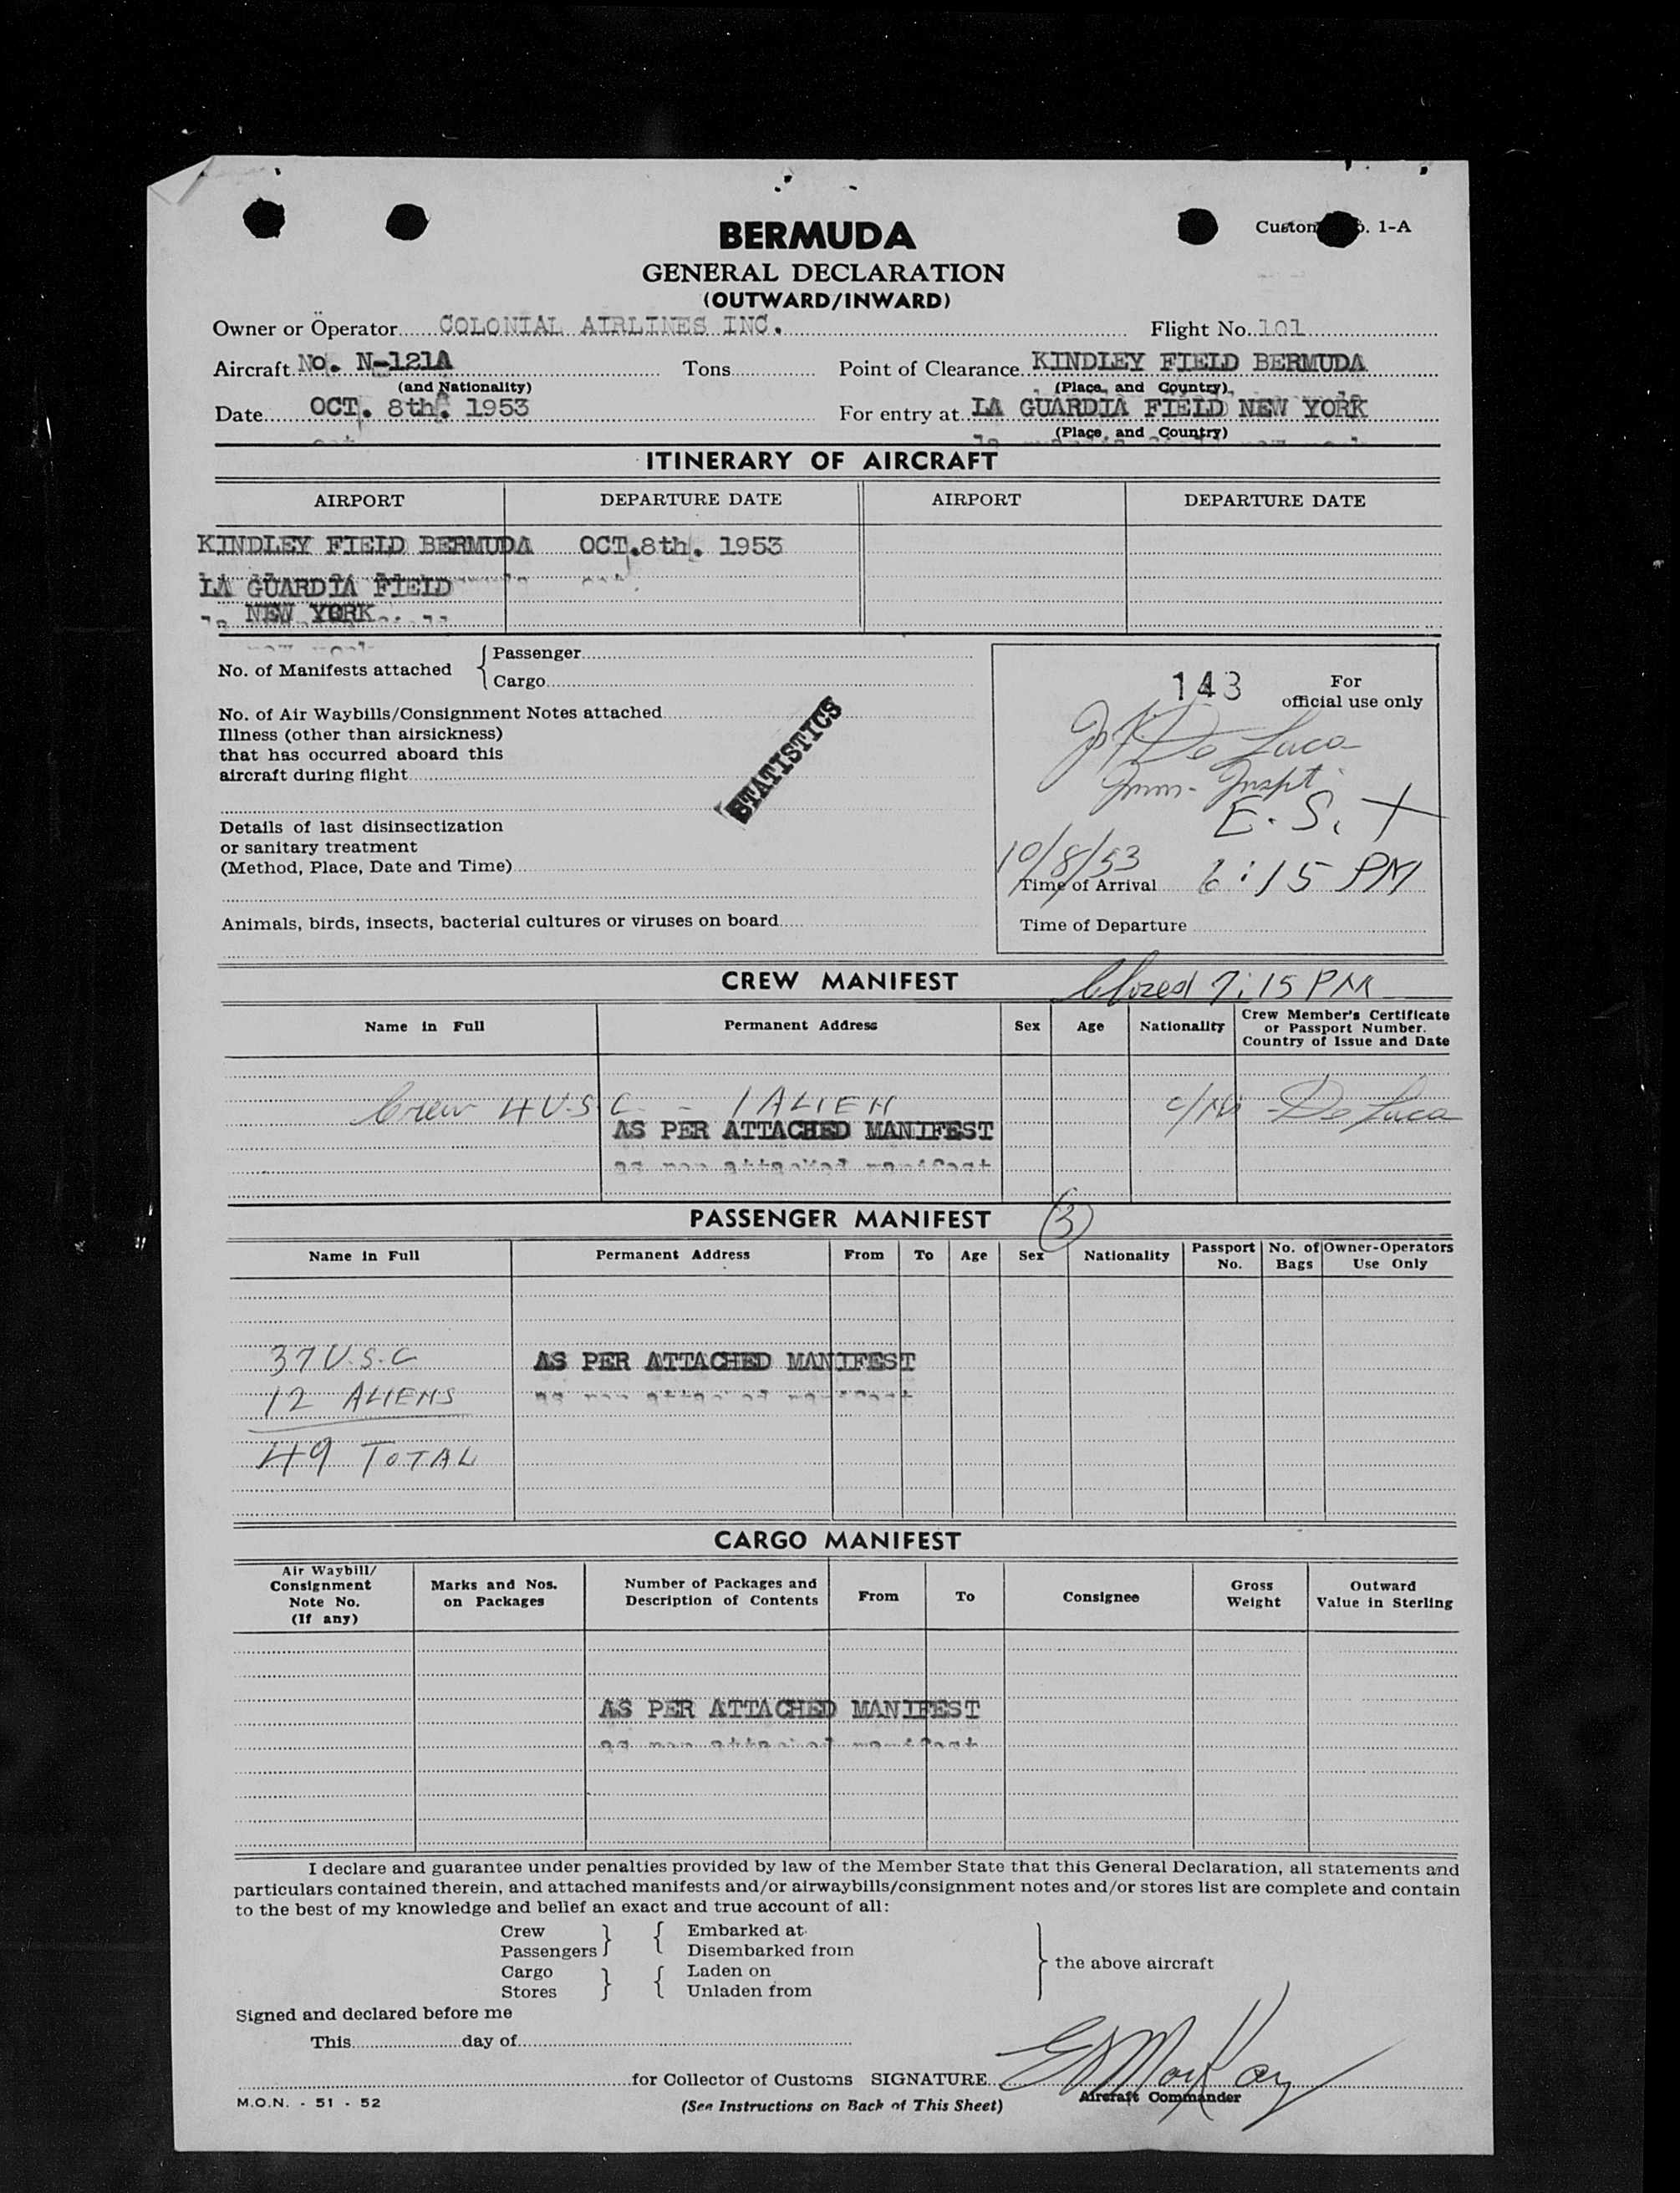 BERMUDA
Custom . 1-A
GENERAL DECLARATION
(OUTWARD/INWARD)
Owner or Operator COLONIAL AIRLINES INC. Flight No. 101
Aircraft No. N-121A Tons Point of Clearance KINDLEY FIELD BERMUDA
(and Nationality) (Place and Country)
Date OCT. 8th. 1953 For entry at LA GUARDIA FIELD NEW YORK
(Place and Country)
ITINERARY OF AIRCRAFT
AIRPORT DEPARTURE DATE AIRPORT DEPARTURE DATE
KINDLEY FIELD BERMUDA OCT.8th. 1953
LA GUARDIA FIELD
NEW YORK
No. of Manifests attached { Passenger
Cargo
143 For
official use only
No. of Air Waybills/Consignment Notes attached
Illness (other than airsickness)
that has occurred aboard this
aircraft during flight
STATISTICS
De Luca
Imm. Inspt.
E.S.T
Details of last disinsectization
or sanitary treatment
(Method, Place, Date and Time)
10/8/53
Time of Arrival 6:15 PM
Animals, birds, insects, bacterial cultures or viruses on board
Time of Departure
CREW MANIFEST Closed 7:15 PM
Name in Full Permanent Address Sex Age Nationality Crew Member's Certificate
or Passport Number.
Country of Issue and Date
Crew 4 U.S.C. - 1 ALIEN De Luca
AS PER ATTACHED MANIFEST
PASSENGER MANIFEST 3
Name in Full Permanent Address From To Age Sex Nationality Passport No. No. of Bags Owner-Operators Use Only
37 U.S.C AS PER ATTACHED MANIFEST
12 ALIENS
49 TOTAL
CARGO MANIFEST
Air Waybill/ Consignment Note No. (If any) Marks and Nos. on Packages Number of Packages and Description of Contents From To Consignee Gross Weight Outward Value in Sterling
AS PER ATTACHED MANIFEST
I declare and guarantee under penalties provided by law of the Member State that this General Declaration, all statements and
particulars contained therein, and attached manifests and/or airwaybills/consignment notes and/or stores list are complete and contain
to the best of my knowledge and belief an exact and true account of all:
Crew } { Embarked at
Passengers Disembarked from
Cargo } { Laden on
Stores Unladen from
} the above aircraft
Signed and declared before me
This day of
for Collector of Customs SIGNATURE
Aircraft Commander
M.O.N. - 51 - 52 (See Instructions on Back of This Sheet)